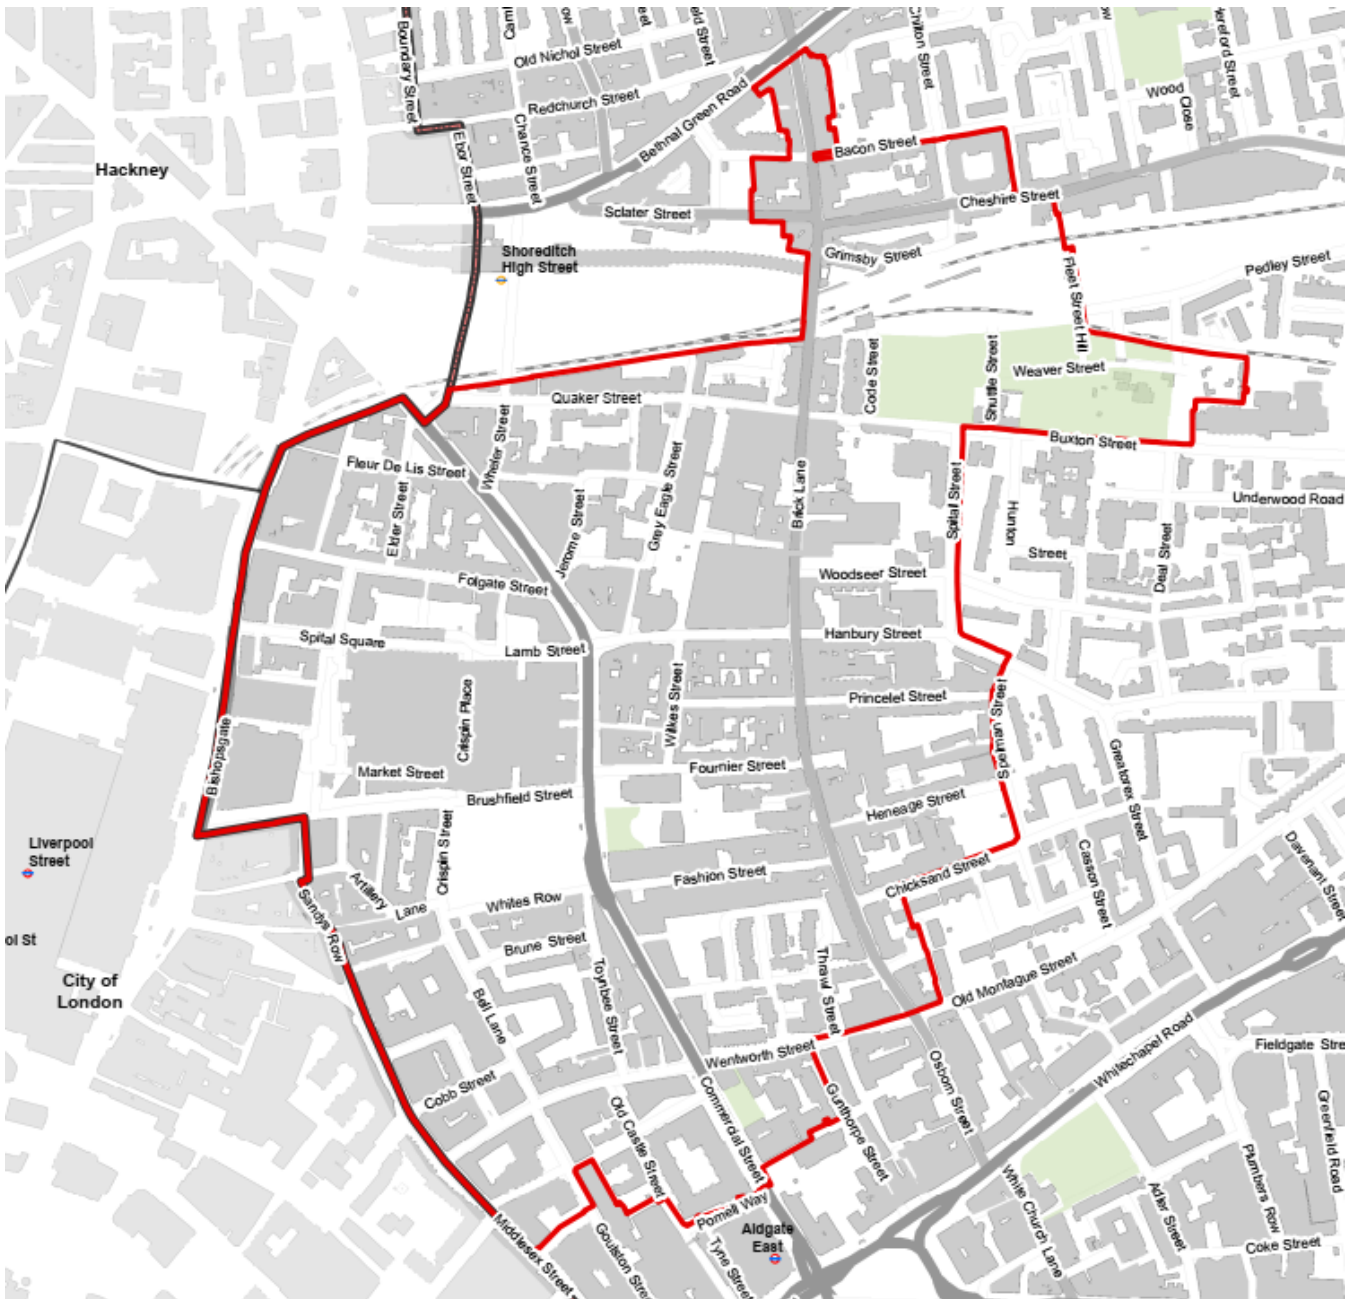 Boundary Street
Old Nichol Street
Chilton Street
Hereford Street
Redchurch Street
Wood
Close
Bethnal Green Road
Chance Street
Ebor Street
Bacon Street
Hackney
Sclater Street
Cheshire Street
Shoreditch
High Street
Grimsby Street
Fleet Street Hill
Pedley Street
Code Street
Shuttle Street
Weaver Street
Quaker Street
Wheler Street
Buxton Street
Fleur De Lis Street
Elder Street
Grey Eagle Street
Brick Lane
Spital Street
Hunton
Street
Underwood Road
Deal Street
Jerome Street
Folgate Street
Woodseer Street
Spital Square
Lamb Street
Hanbury Street
Crispin Place
Wilkes Street
Princelet Street
Spelman Street
Bishopsgate
Market Street
Fournier Street
Greatorex Street
Brushfield Street
Heneage Street
Liverpool
Street
Crispin Street
Artillery
Lane
Fashion Street
Chicksand Street
Casson Street
Davenant Street
Whites Row
Sandys Row
ol St
Brune Street
City of
London
Bell Lane
Toynbee Street
Thrawl Street
Old Montague Street
Wentworth Street
Osborn Street
Whitechapel Road
Fieldgate Stre
Cobb Street
Commercial Street
Gunthorpe Street
Old Castle Street
Greenfield Road
Plumbers Row
Adler Street
White Church Lane
Middlesex Street
Goulston Stree
Pomell Way
Tyne Street
Aldgate
East
Coke Street